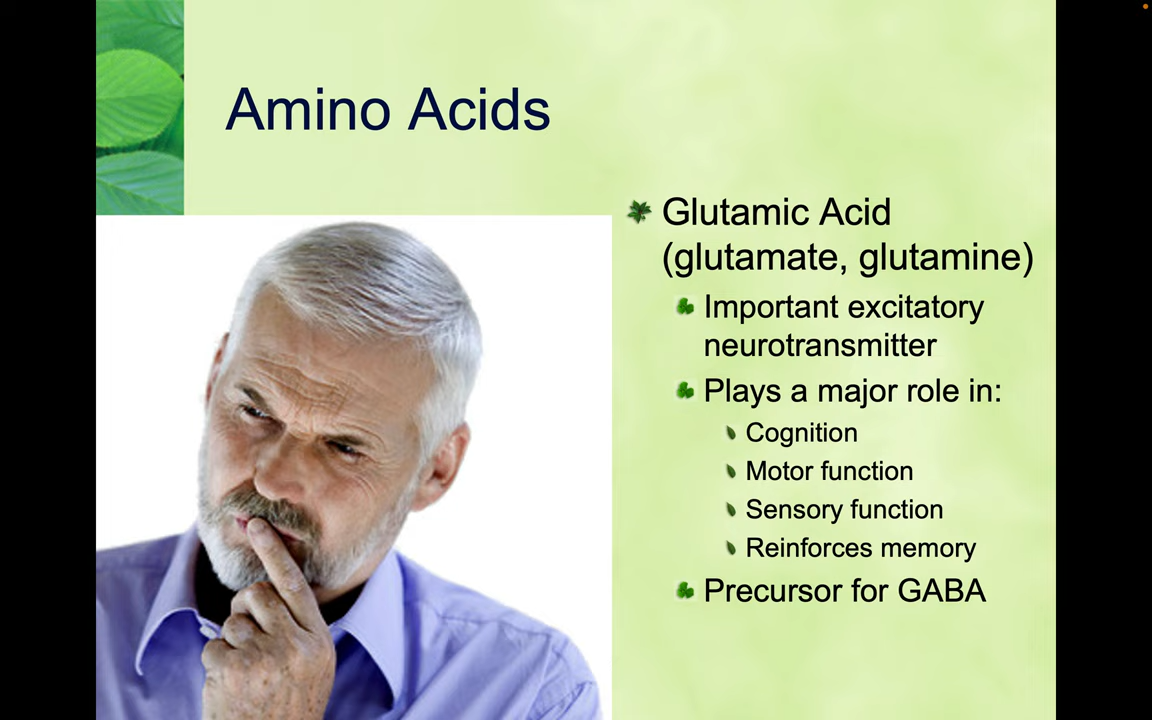 Amino Acids
Glutamic Acid
(glutamate, glutamine)
Important excitatory
neurotransmitter
Plays a major role in:
Cognition
Motor function
Sensory function
Reinforces memory
Precursor for GABA